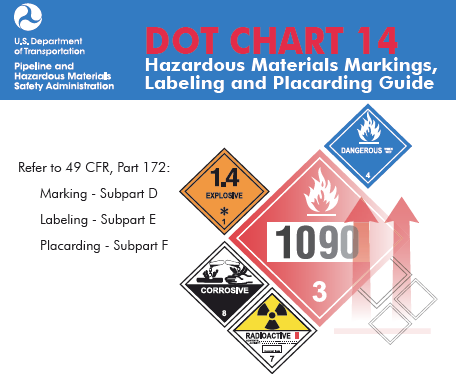 U.S. Department
of Transportation
Pipeline and
Hazardous Materials
Safety Administration
DOT CHART 14
Hazardous Materials Markings,
Labeling and Placarding Guide
Refer to 49 CFR, Part 172:
Marking - Subpart D
Labeling - Subpart E
Placarding - Subpart F
DANGEROUS
4
1.4
EXPLOSIVE
*
1
1090
3
CORROSIVE
8
RADIOACTIVE
7